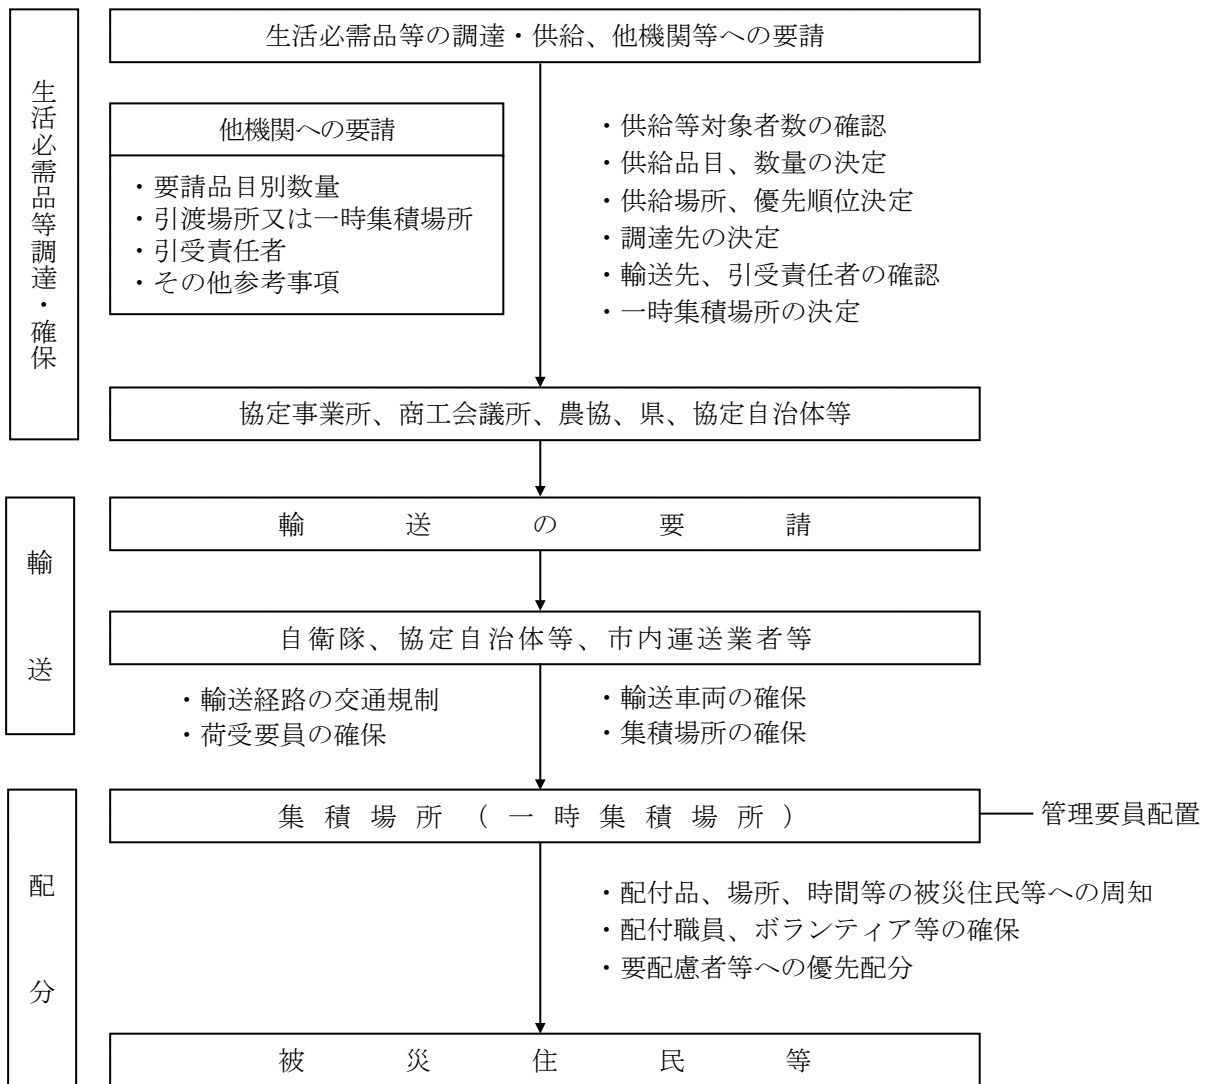 生活必需品等調達・確保
生活必需品等の調達・供給、他機関等への要請
他機関への要請
・要請品目別数量
・引渡場所又は一時集積場所
・引受責任者
・その他参考事項
・供給等対象者数の確認
・供給品目、数量の決定
・供給場所、優先順位決定
・調達先の決定
・輸送先、引受責任者の確認
・一時集積場所の決定
協定事業所、商工会議所、農協、県、協定自治体等
輸送
輸送の要請
自衛隊、協定自治体等、市内運送業者等
・輸送経路の交通規制
・荷受要員の確保
・輸送車両の確保
・集積場所の確保
配分
集積場所(一時集積場所)
管理要員配置
・配付品、場所、時間等の被災住民等への周知
・配付職員、ボランティア等の確保
・要配慮者等への優先配分
被災住民等